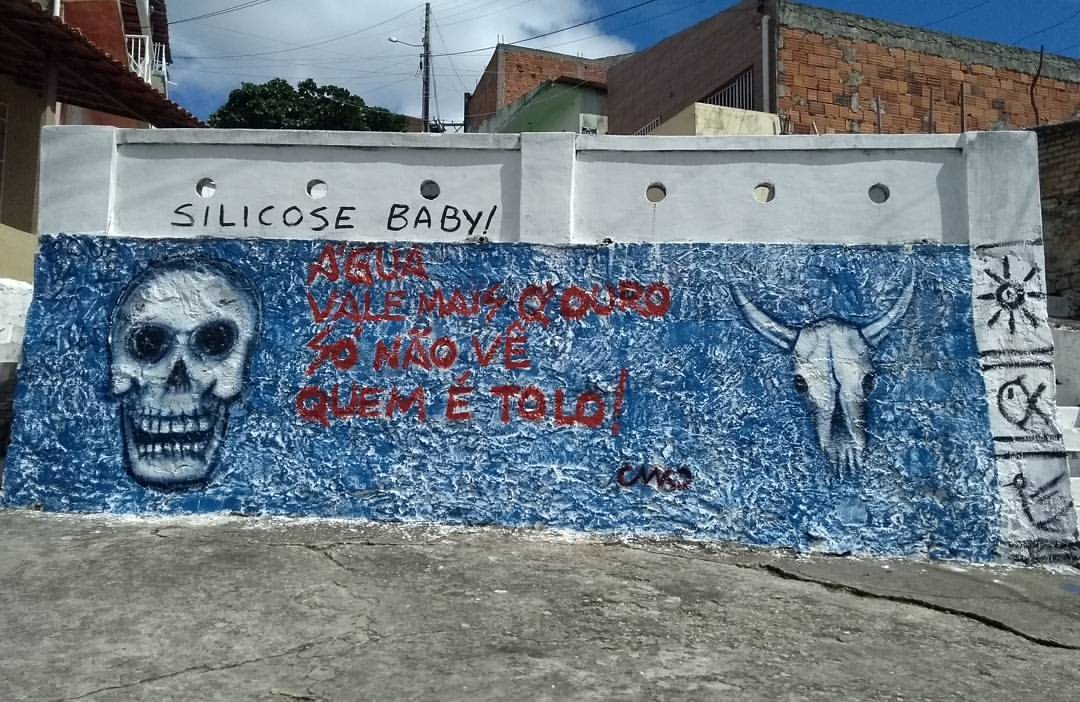 SILICOSE BABY!
ÁGUA
VALE MAIS Q'OURO
SÓ NÃO VÊ
QUEM É TOLO!